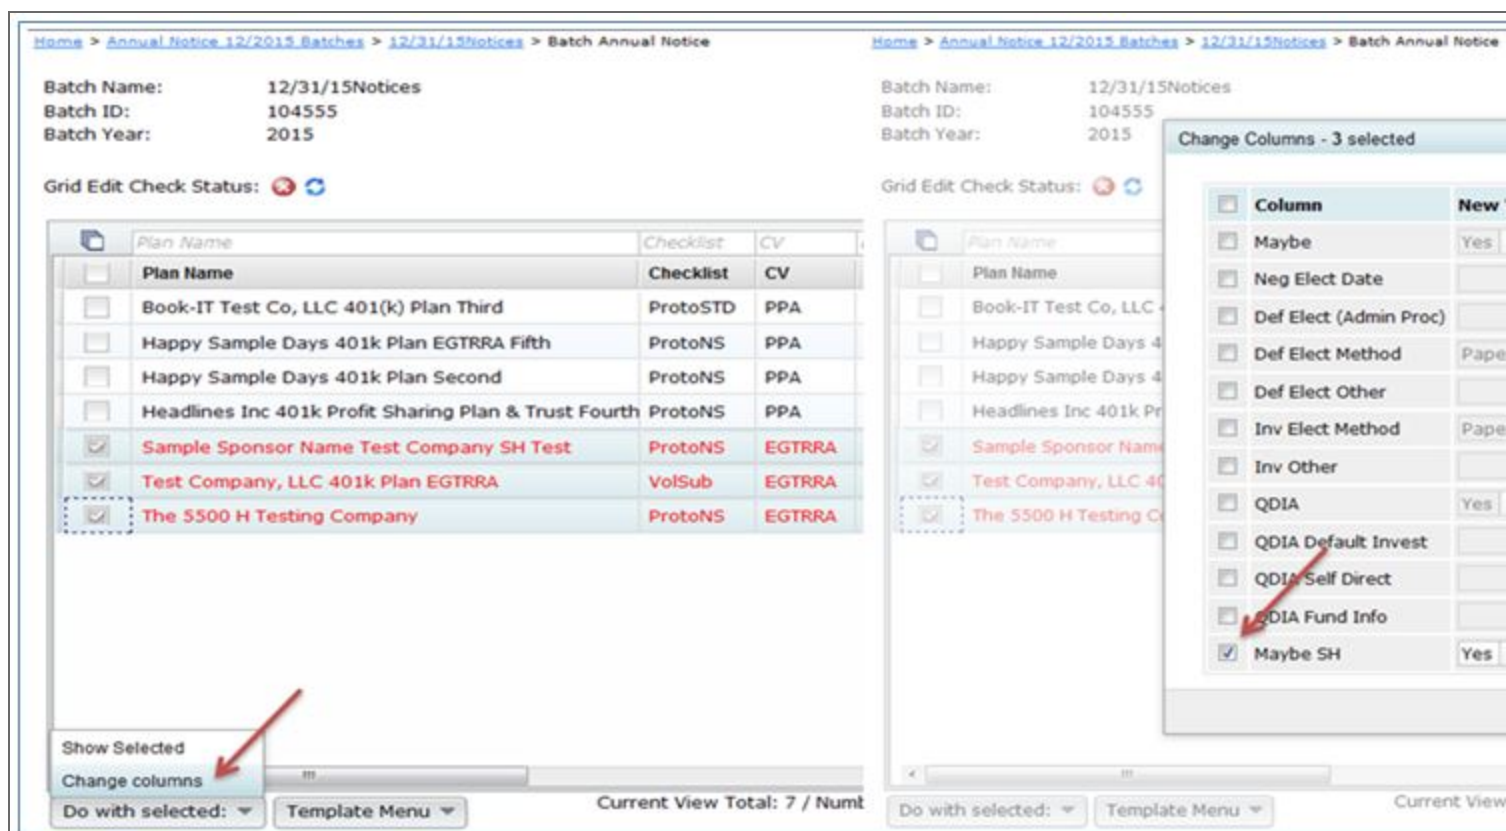 Home > Annual Notice 12/2015 Batches > 12/31/15Notices > Batch Annual Notice
Batch Name: 12/31/15Notices
Batch ID: 104555
Batch Year: 2015
Grid Edit Check Status:
Plan Name Checklist CV
Plan Name Checklist CV
Book-IT Test Co, LLC 401(k) Plan Third ProtoSTD PPA
Happy Sample Days 401k Plan EGTRRA Fifth ProtoNS PPA
Happy Sample Days 401k Plan Second ProtoNS PPA
Headlines Inc 401k Profit Sharing Plan & Trust Fourth ProtoNS PPA
Sample Sponsor Name Test Company SH Test ProtoNS EGTRRA
Test Company, LLC 401k Plan EGTRRA VolSub EGTRRA
The 5500 H Testing Company ProtoNS EGTRRA
Show Selected
Change columns
Do with selected: Template Menu Current View Total: 7 / Numb
Home > Annual Notice 12/2015 Batches > 12/31/15Notices > Batch Annual Notice
Batch Name: 12/31/15Notices
Batch ID: 104555
Batch Year: 2015
Grid Edit Check Status:
Plan Name
Plan Name
Book-IT Test Co, LLC
Happy Sample Days 4
Happy Sample Days 4
Headlines Inc 401k Pr
Sample Sponsor Name
Test Company, LLC 40
The 5500 H Testing Co
Change Columns - 3 selected
Column New
Maybe Yes
Neg Elect Date
Def Elect (Admin Proc)
Def Elect Method Pape
Def Elect Other
Inv Elect Method Pape
Inv Other
QDIA Yes
QDIA Default Invest
QDIA Self Direct
QDIA Fund Info
Maybe SH Yes
Do with selected: Template Menu Current View